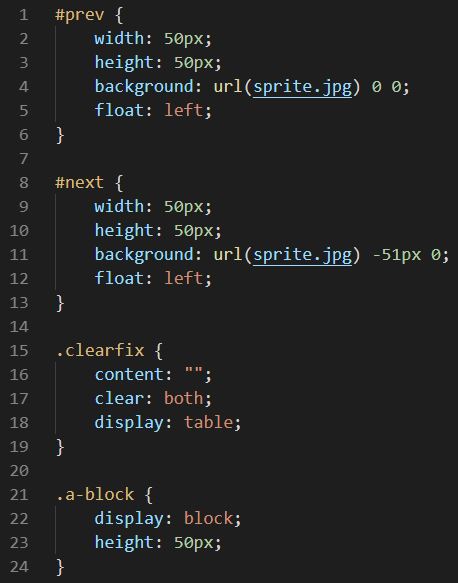 1 #prev {
2     width: 50px;
3     height: 50px;
4     background: url(sprite.jpg) 0 0;
5     float: left;
6 }
7
8 #next {
9     width: 50px;
10     height: 50px;
11     background: url(sprite.jpg) -51px 0;
12     float: left;
13 }
14
15 .clearfix {
16     content: "";
17     clear: both;
18     display: table;
19 }
20
21 .a-block {
22     display: block;
23     height: 50px;
24 }